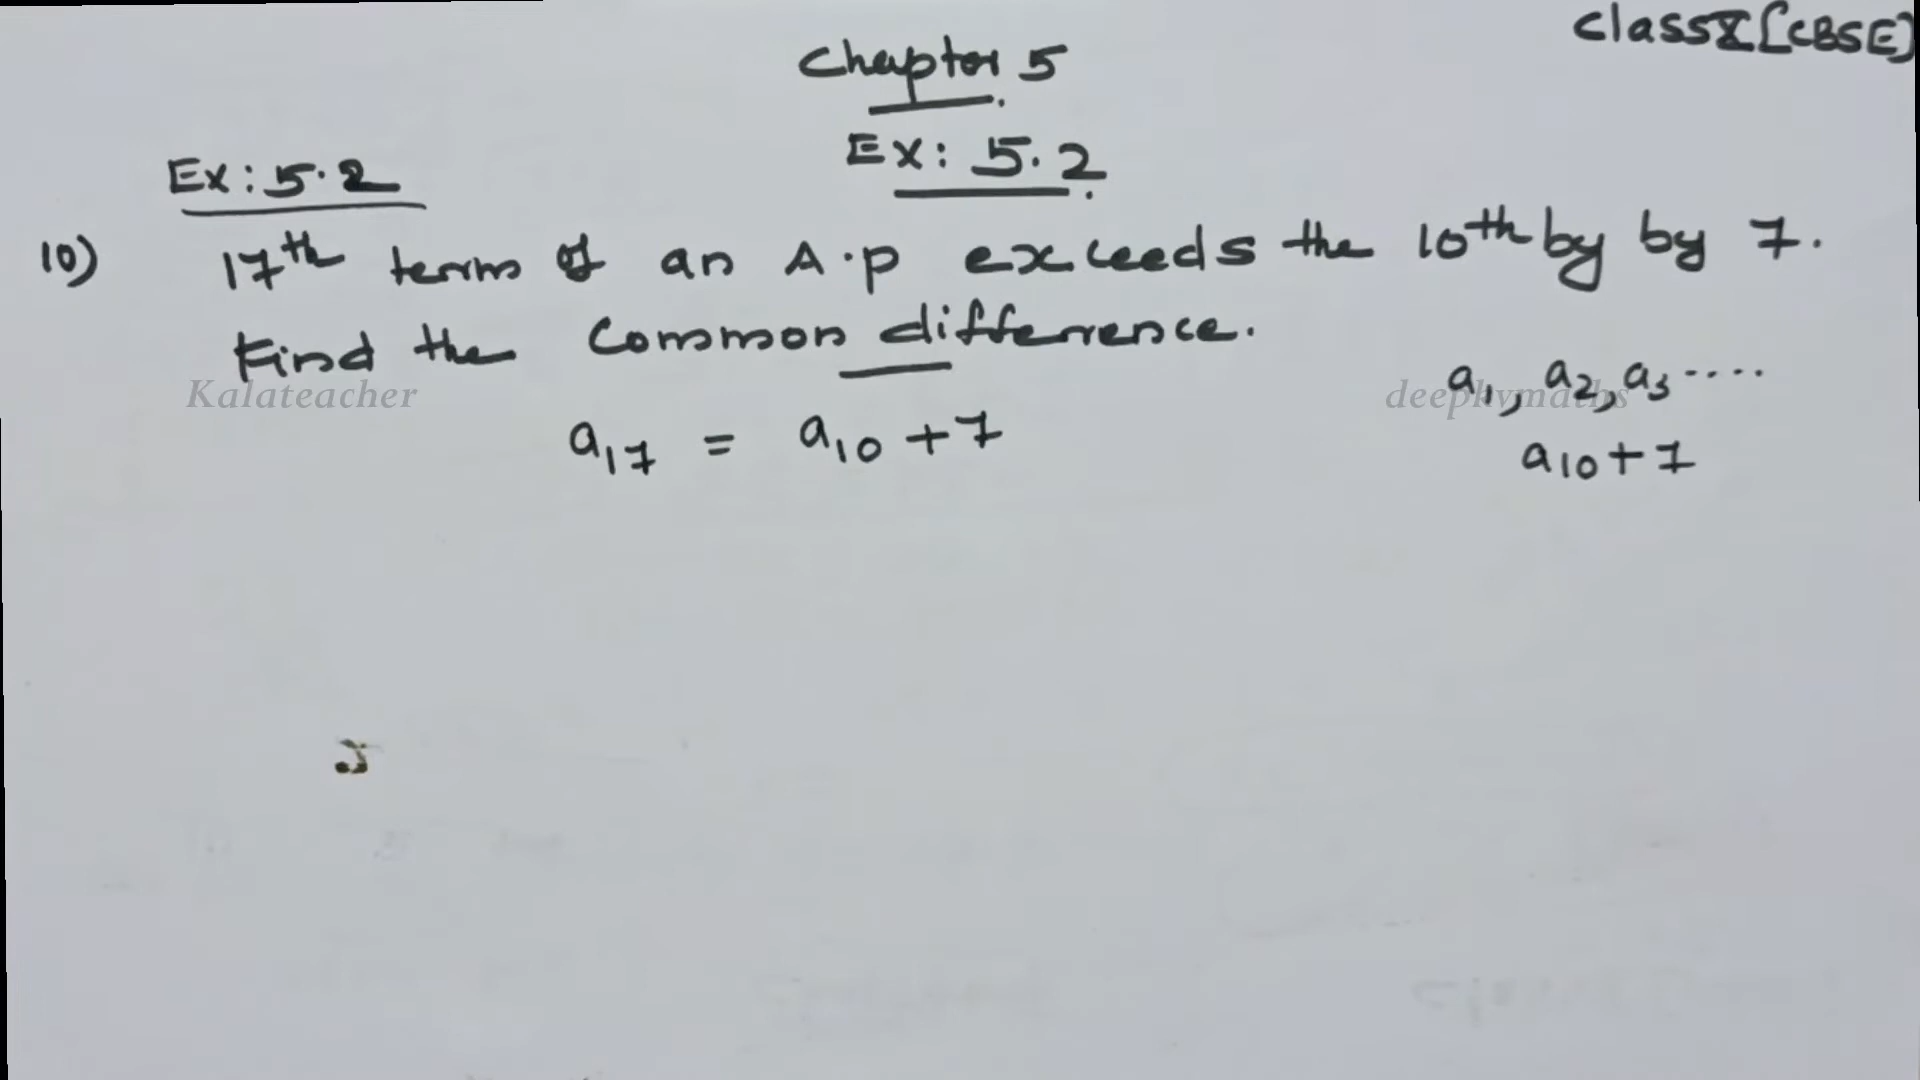 class X [CBSE]
Chapter 5
Ex: 5.2
Ex: 5.2
10) 17th term of an A.p exceeds the 10th by by 7.
Find the Common difference.
Kalateacher
deepkvmaths
a1, a2, a3 ....
a17 = a10 + 7
a10 + 7